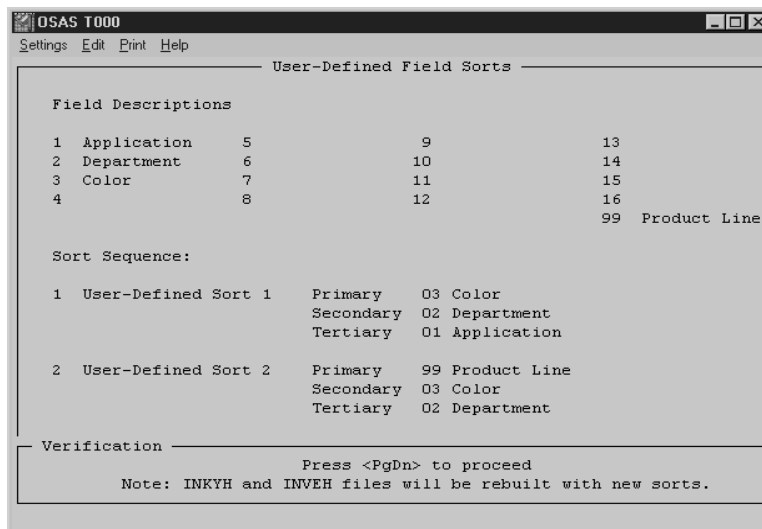 OSAS T000
Settings Edit Print Help
User-Defined Field Sorts
Field Descriptions
1 Application 5 9 13
2 Department 6 10 14
3 Color 7 11 15
4 8 12 16
99 Product Line
Sort Sequence:
1 User-Defined Sort 1 Primary 03 Color
Secondary 02 Department
Tertiary 01 Application
2 User-Defined Sort 2 Primary 99 Product Line
Secondary 03 Color
Tertiary 02 Department
Verification
Press <PgDn> to proceed
Note: INKYH and INVEH files will be rebuilt with new sorts.